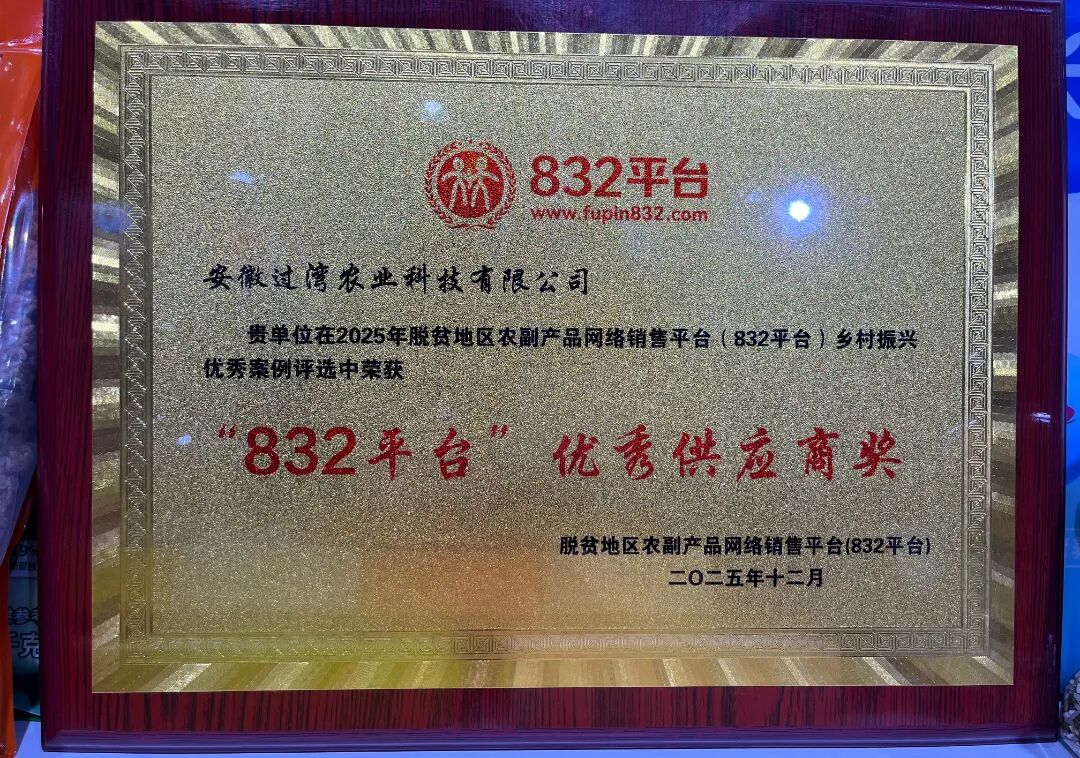 832平台
www.fupin832.com
安徽过湾农业科技有限公司
贵单位在2025年脱贫地区农副产品网络销售平台（832平台）乡村振兴
优秀案例评选中荣获
“832平台”优秀供应商奖
脱贫地区农副产品网络销售平台(832平台)
二〇二五年十二月